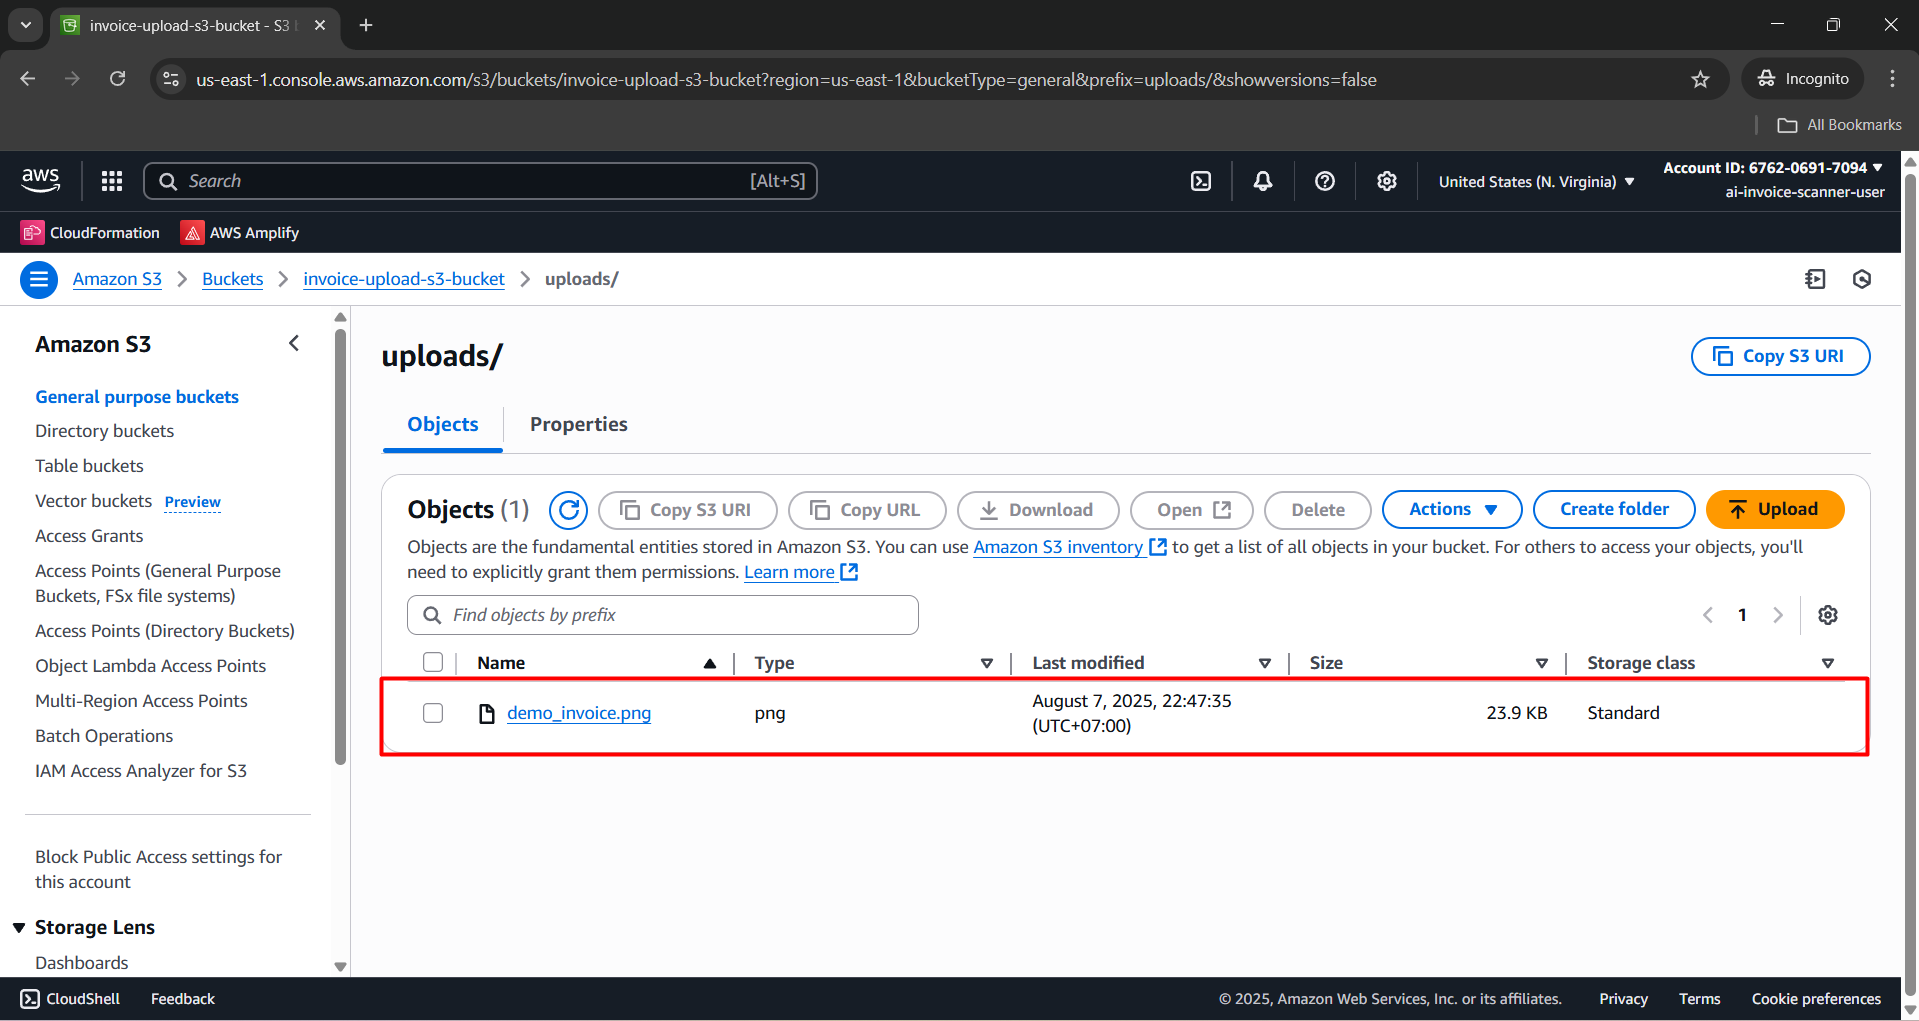 invoice-upload-s3-bucket - S3 b
us-east-1.console.aws.amazon.com/s3/buckets/invoice-upload-s3-bucket?region=us-east-1&bucketType=general&prefix=uploads/&showversions=false
Incognito
All Bookmarks
aws
Search
[Alt+S]
United States (N. Virginia)
Account ID: 6762-0691-7094
ai-invoice-scanner-user
CloudFormation
AWS Amplify
Amazon S3
Buckets
invoice-upload-s3-bucket
uploads/
Amazon S3
General purpose buckets
Directory buckets
Table buckets
Vector buckets Preview
Access Grants
Access Points (General Purpose
Buckets, FSx file systems)
Access Points (Directory Buckets)
Object Lambda Access Points
Multi-Region Access Points
Batch Operations
IAM Access Analyzer for S3
Block Public Access settings for
this account
Storage Lens
Dashboards
uploads/
Copy S3 URI
Objects
Properties
Objects (1)
Copy S3 URI
Copy URL
Download
Open
Delete
Actions
Create folder
Upload
Objects are the fundamental entities stored in Amazon S3. You can use Amazon S3 inventory to get a list of all objects in your bucket. For others to access your objects, you'll
need to explicitly grant them permissions. Learn more
Find objects by prefix
1
Name
Type
Last modified
Size
Storage class
demo_invoice.png
png
August 7, 2025, 22:47:35
(UTC+07:00)
23.9 KB
Standard
CloudShell
Feedback
© 2025, Amazon Web Services, Inc. or its affiliates.
Privacy
Terms
Cookie preferences